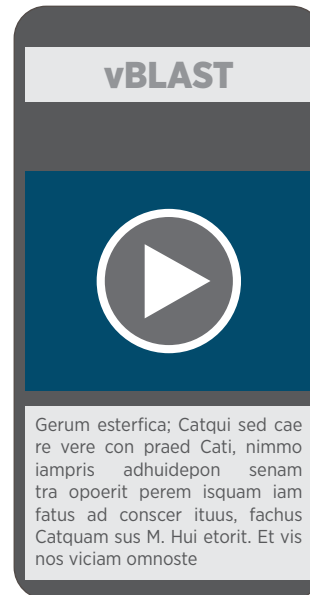 vBLAST
Gerum esterfica; Catqui sed cae
re vere con praed Cati, nimmo
iampris adhuidepon senam
tra opoerit perem isquam iam
fatus ad conscer ituus, fachus
Catquam sus M. Hui etorit. Et vis
nos viciam omnoste